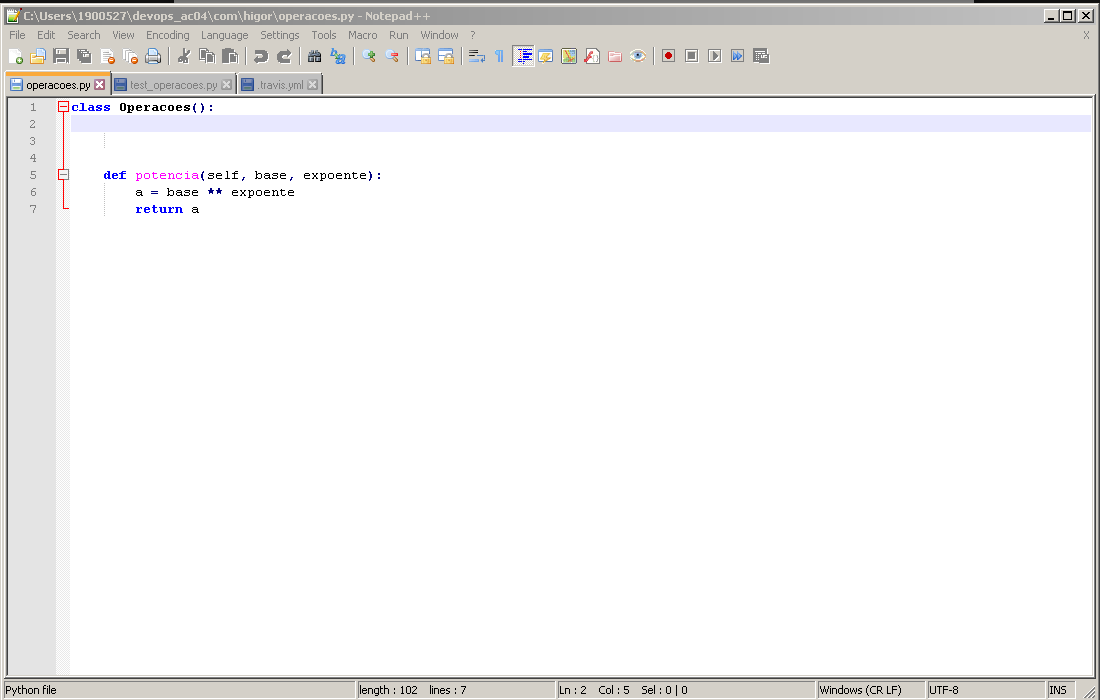 C:\Users\1900527\devops_ac04\com\higor\operacoes.py - Notepad++
File Edit Search View Encoding Language Settings Tools Macro Run Window ? X
operacoes.py test_operacoes.py .travis.yml
1 class Operacoes():
2
3
4
5 def potencia(self, base, expoente):
6 a = base ** expoente
7 return a
Python file length : 102 lines : 7 Ln : 2 Col : 5 Sel : 0 | 0 Windows (CR LF) UTF-8 INS